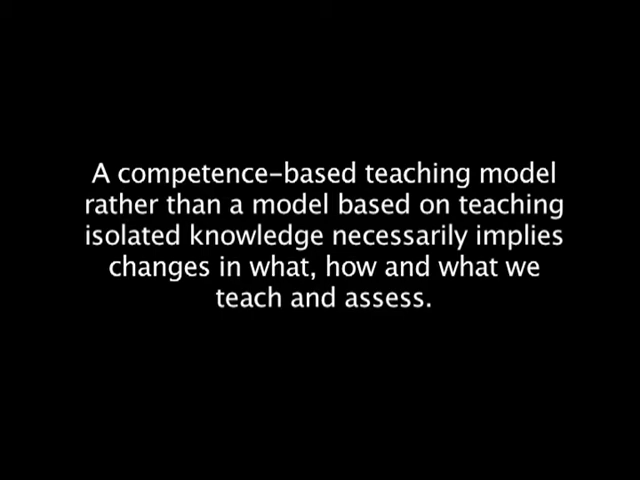 A competence-based teaching model
rather than a model based on teaching
isolated knowledge necessarily implies
changes in what, how and what we
teach and assess.